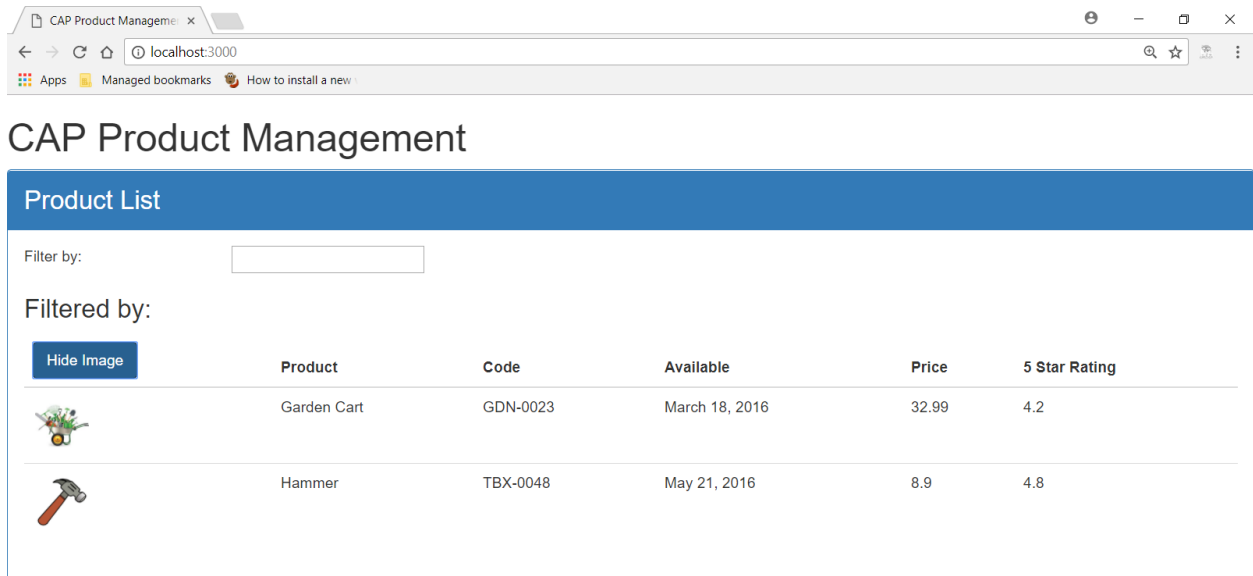 CAP Product Manageme
localhost:3000
Apps Managed bookmarks How to install a new
CAP Product Management
Product List
Filter by:
Filtered by:
Hide Image Product Code Available Price 5 Star Rating
Garden Cart GDN-0023 March 18, 2016 32.99 4.2
Hammer TBX-0048 May 21, 2016 8.9 4.8